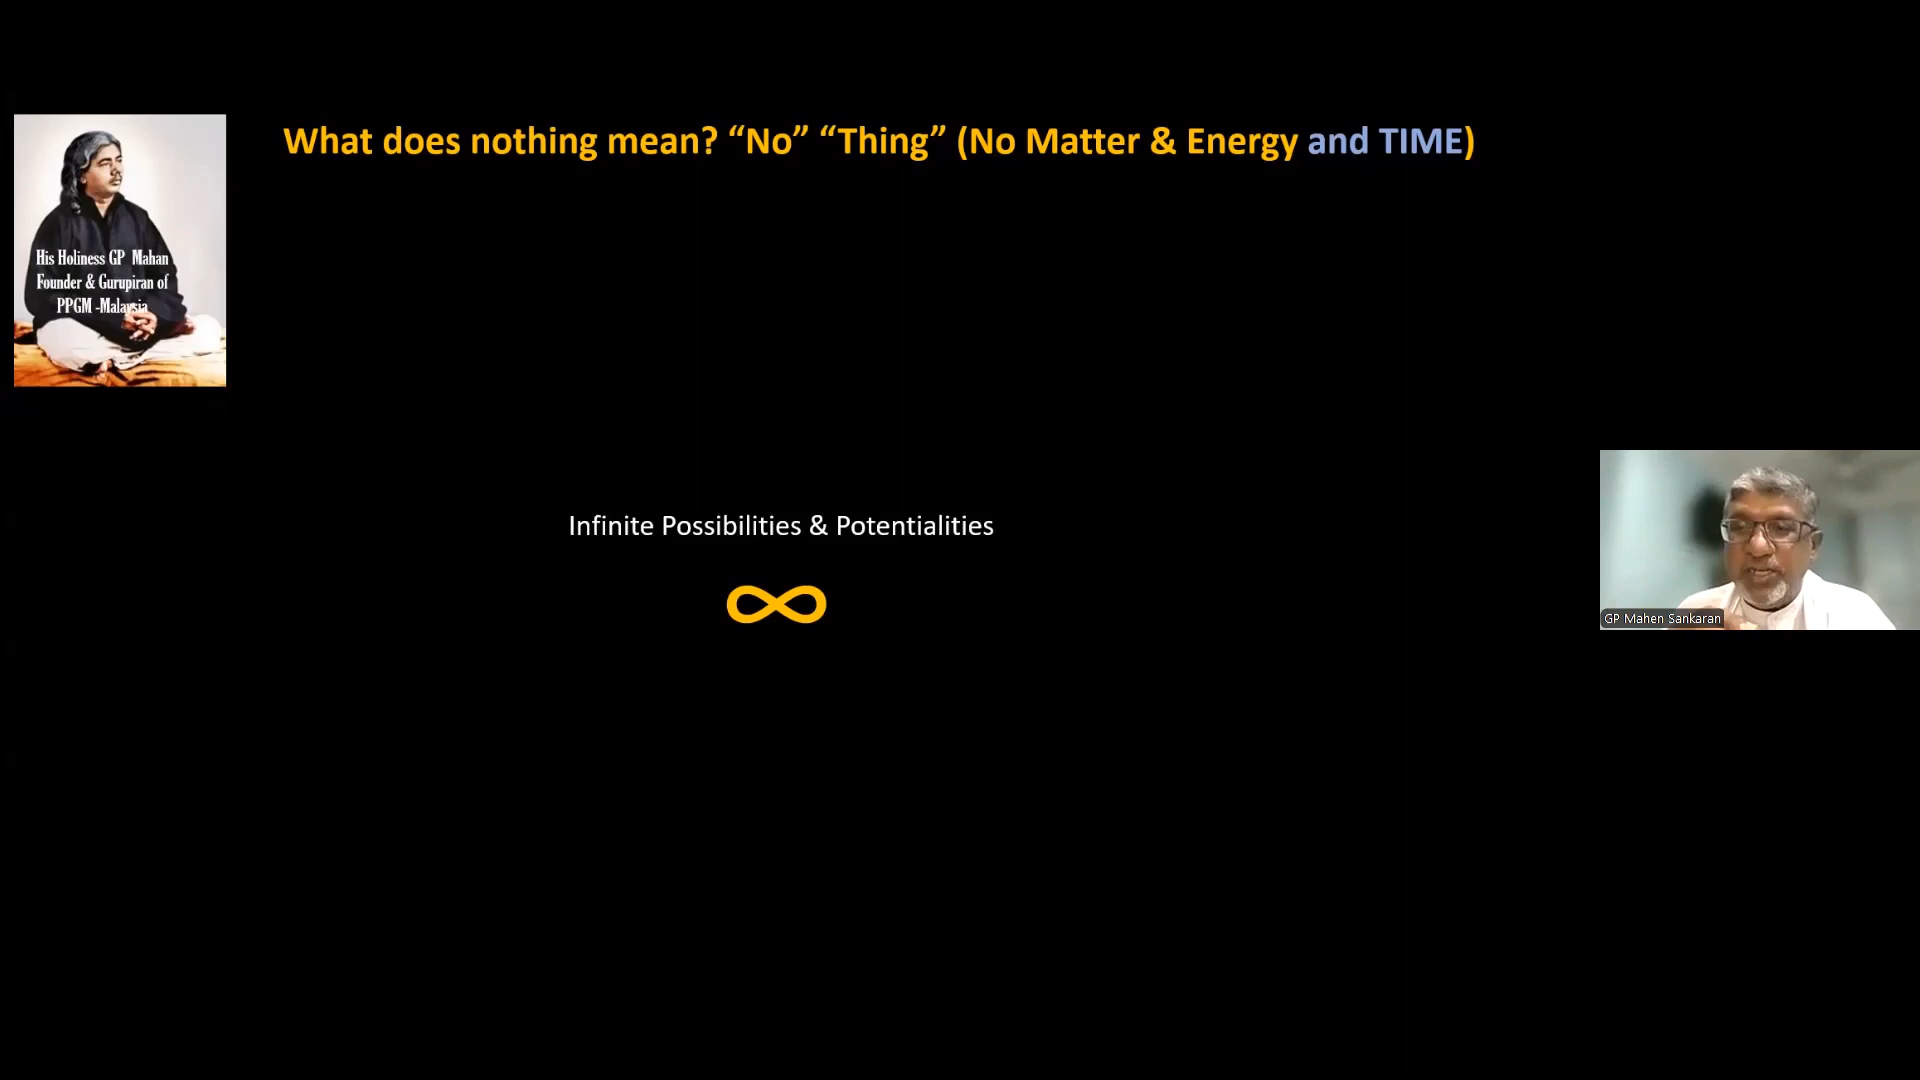 What does nothing mean? “No” “Thing” (No Matter & Energy and TIME)
His Holiness GP Mahan
Founder & Gurupiran of
PPGM -Malaysia
Infinite Possibilities & Potentialities
∞
GP Mahen Sankaran